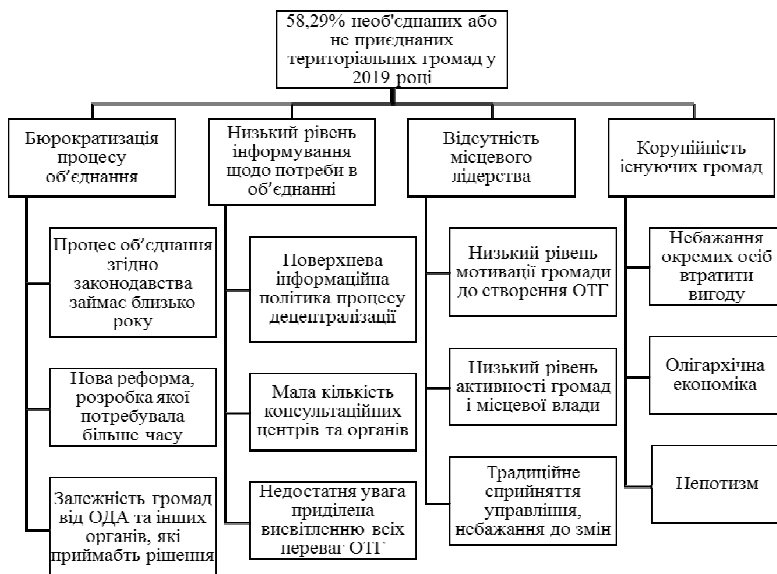 58,29% необ'єднаних або
не приєднаних
територіальних громад у
2019 році
Бюрократизація
процесу
об'єднання
Низький рівень
інформування
щодо потреби в
об'єднанні
Відсутність
місцевого
лідерства
Корупційність
існуючих громад
Процес об'єднання
згідно
законодавства
займає близько
року
Нова реформа,
розробка якої
потребувала
більше часу
Залежність громад
від ОДА та інших
органів, які
приймабть рішення
Поверхнева
інформаційна
політика процесу
децентралізації
Мала кількість
консультаційних
центрів та органів
Недостатня увага
приділена
висвітленню всіх
переваг ОТГ
Низький рівень
мотивації громади
до створення ОТГ
Низький рівень
активності громад
і місцевої влади
Традиційне
сприйняття
управління,
небажання до змін
Небажання
окремих осіб
втратити
вигоду
Олігархічна
економіка
Непотизм